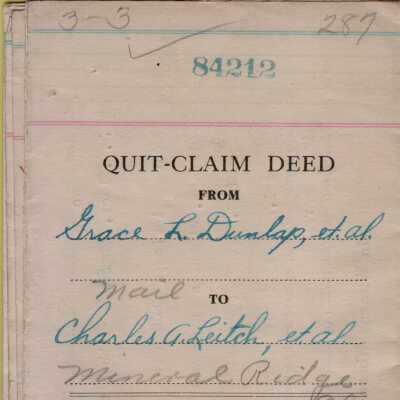 3-3 287
84212
QUIT-CLAIM DEED
FROM
Grace L. Dunlap, et. al.
Mail
TO
Charles A. Leitch, et al.
Mineral Ridge